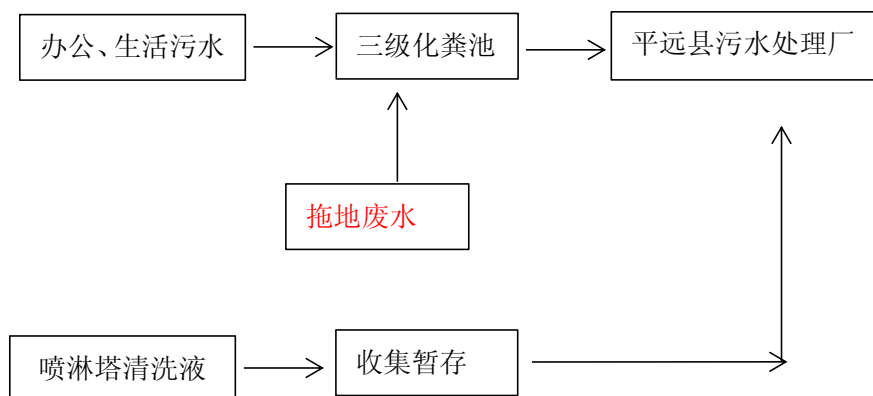 办公、生活污水
三级化粪池
平远县污水处理厂
拖地废水
喷淋塔清洗液
收集暂存